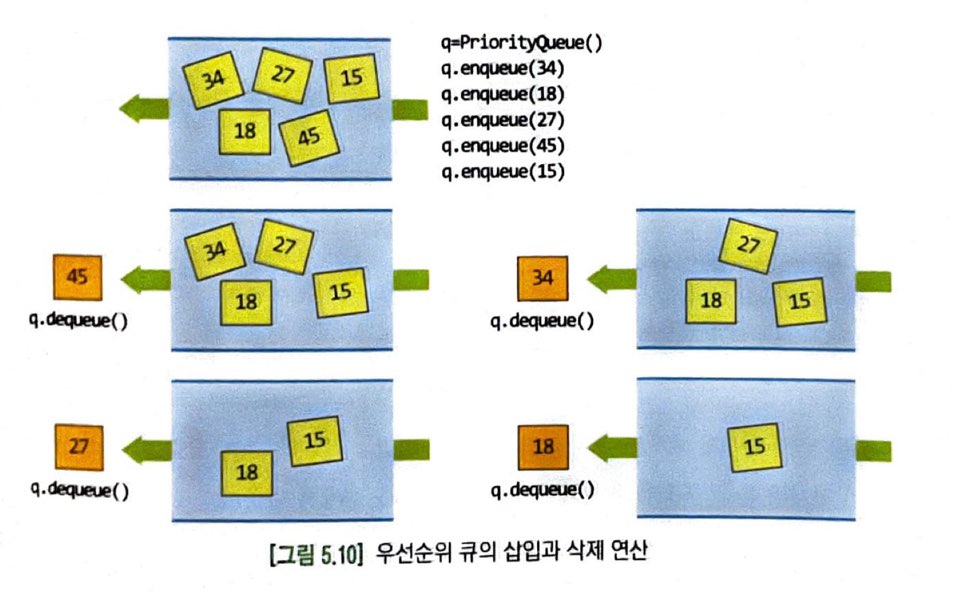 34
27
15
18
45
q=PriorityQueue()
q.enqueue(34)
q.enqueue(18)
q.enqueue(27)
q.enqueue(45)
q.enqueue(15)
45
q.dequeue()
34
27
18
15
34
q.dequeue()
27
18
15
27
q.dequeue()
15
18
18
q.dequeue()
15
[그림 5.10] 우선순위 큐의 삽입과 삭제 연산